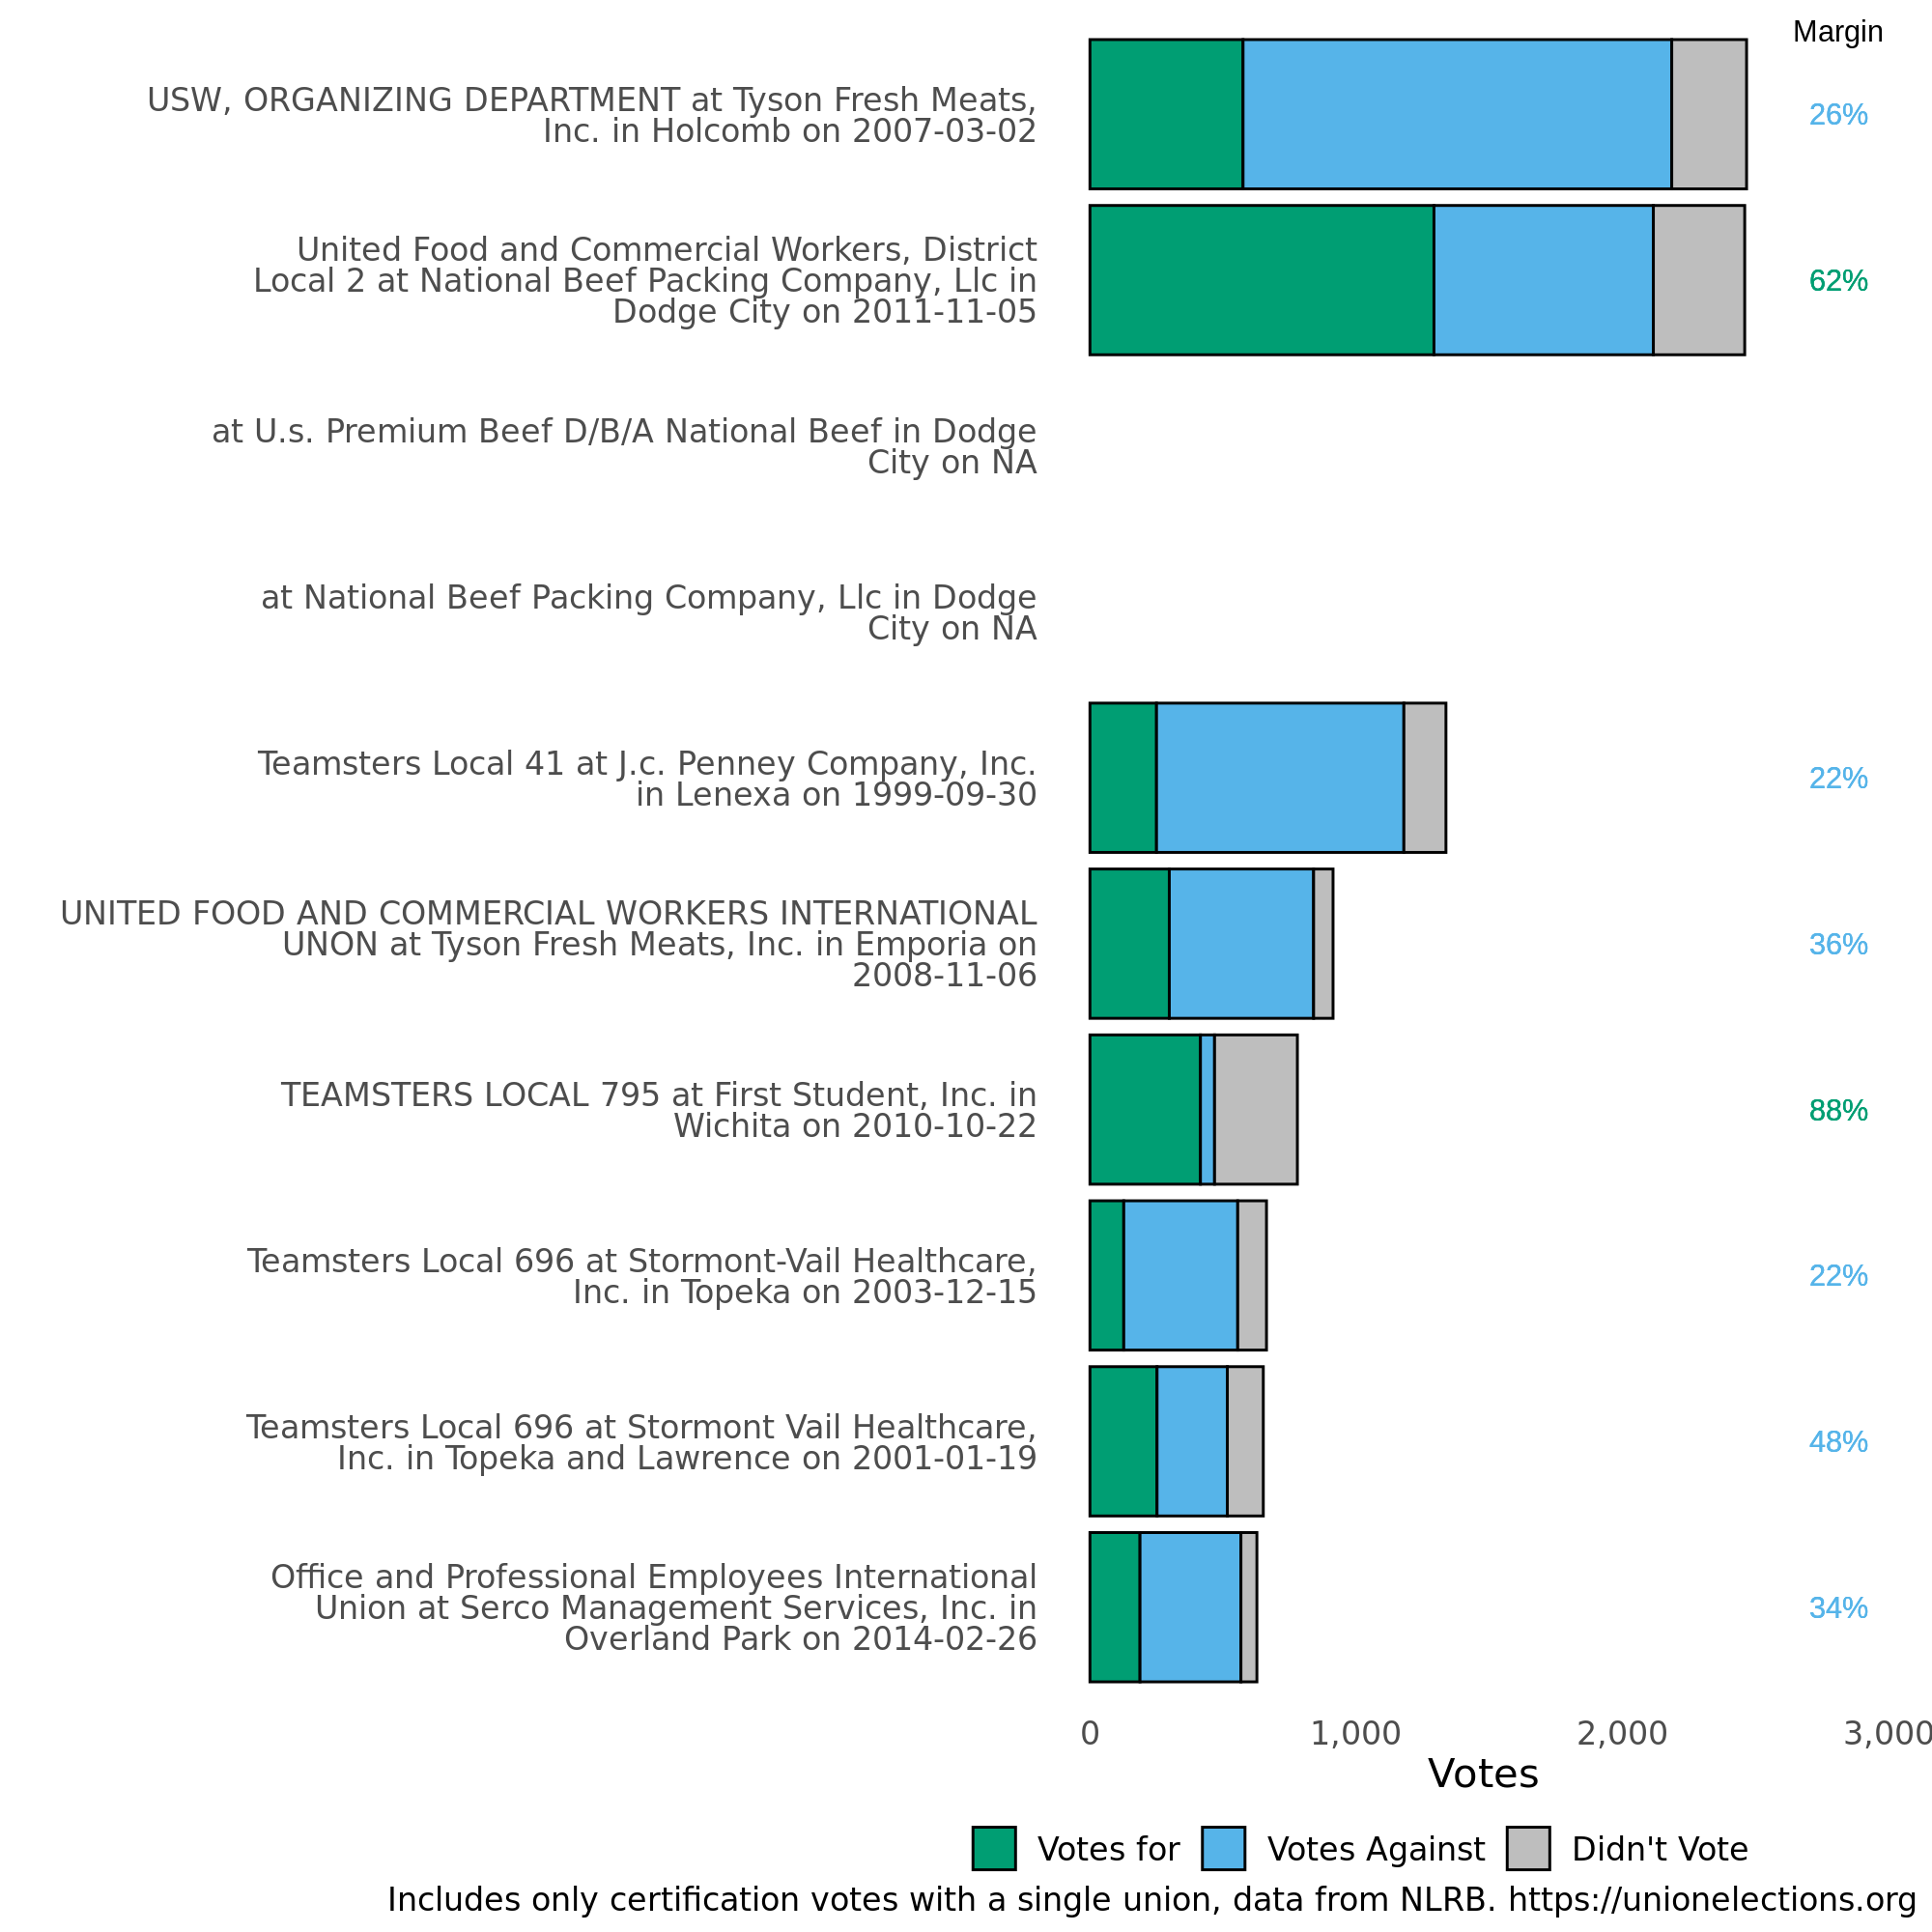 Margin
USW, ORGANIZING DEPARTMENT at Tyson Fresh Meats,
Inc. in Holcomb on 2007-03-02
26%
United Food and Commercial Workers, District
Local 2 at National Beef Packing Company, Llc in
Dodge City on 2011-11-05
62%
at U.s. Premium Beef D/B/A National Beef in Dodge
City on NA
at National Beef Packing Company, Llc in Dodge
City on NA
Teamsters Local 41 at J.c. Penney Company, Inc.
in Lenexa on 1999-09-30
22%
UNITED FOOD AND COMMERCIAL WORKERS INTERNATIONAL
UNON at Tyson Fresh Meats, Inc. in Emporia on
2008-11-06
36%
TEAMSTERS LOCAL 795 at First Student, Inc. in
Wichita on 2010-10-22
88%
Teamsters Local 696 at Stormont-Vail Healthcare,
Inc. in Topeka on 2003-12-15
22%
Teamsters Local 696 at Stormont Vail Healthcare,
Inc. in Topeka and Lawrence on 2001-01-19
48%
Office and Professional Employees International
Union at Serco Management Services, Inc. in
Overland Park on 2014-02-26
34%
0 1,000 2,000 3,000
Votes
Votes for Votes Against Didn't Vote
Includes only certification votes with a single union, data from NLRB. https://unionelections.org